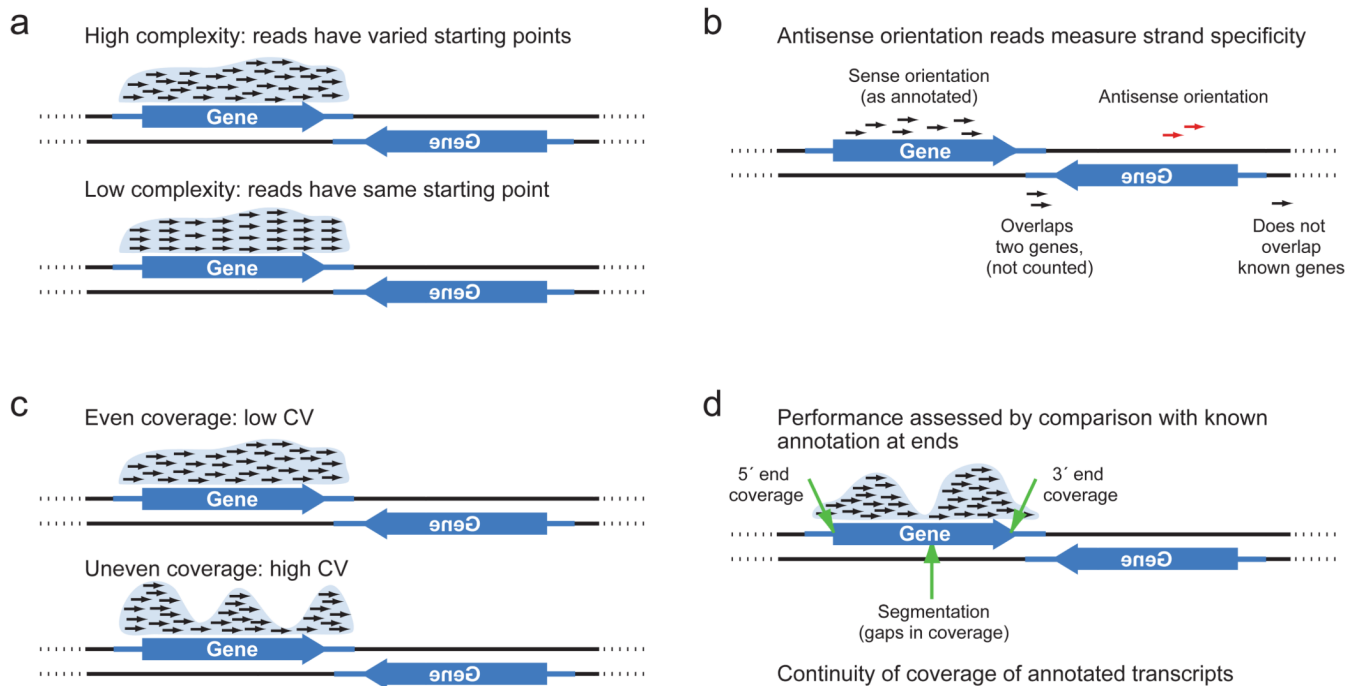 a
High complexity: reads have varied starting points
Gene
Gene
Low complexity: reads have same starting point
Gene
Gene
b
Antisense orientation reads measure strand specificity
Sense orientation
(as annotated)
Antisense orientation
Gene
Gene
Overlaps
two genes,
(not counted)
Does not
overlap
known genes
c
Even coverage: low CV
Gene
Gene
Uneven coverage: high CV
Gene
Gene
d
Performance assessed by comparison with known
annotation at ends
5´ end
coverage
3´ end
coverage
Gene
Gene
Segmentation
(gaps in coverage)
Continuity of coverage of annotated transcripts